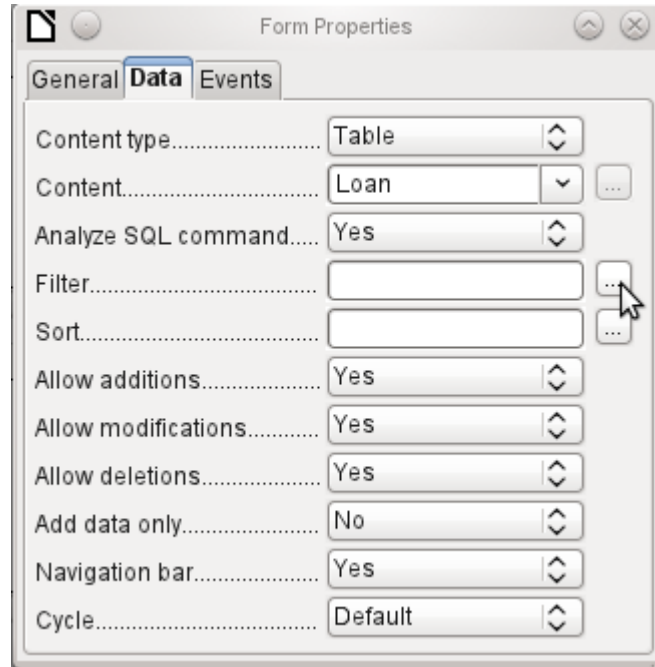 Form Properties
General Data Events
Content type........................ Table
Content............................... Loan ...
Analyze SQL command..... Yes
Filter.................................... ...
Sort...................................... ...
Allow additions................... Yes
Allow modifications............ Yes
Allow deletions................... Yes
Add data only...................... No
Navigation bar..................... Yes
Cycle................................... Default